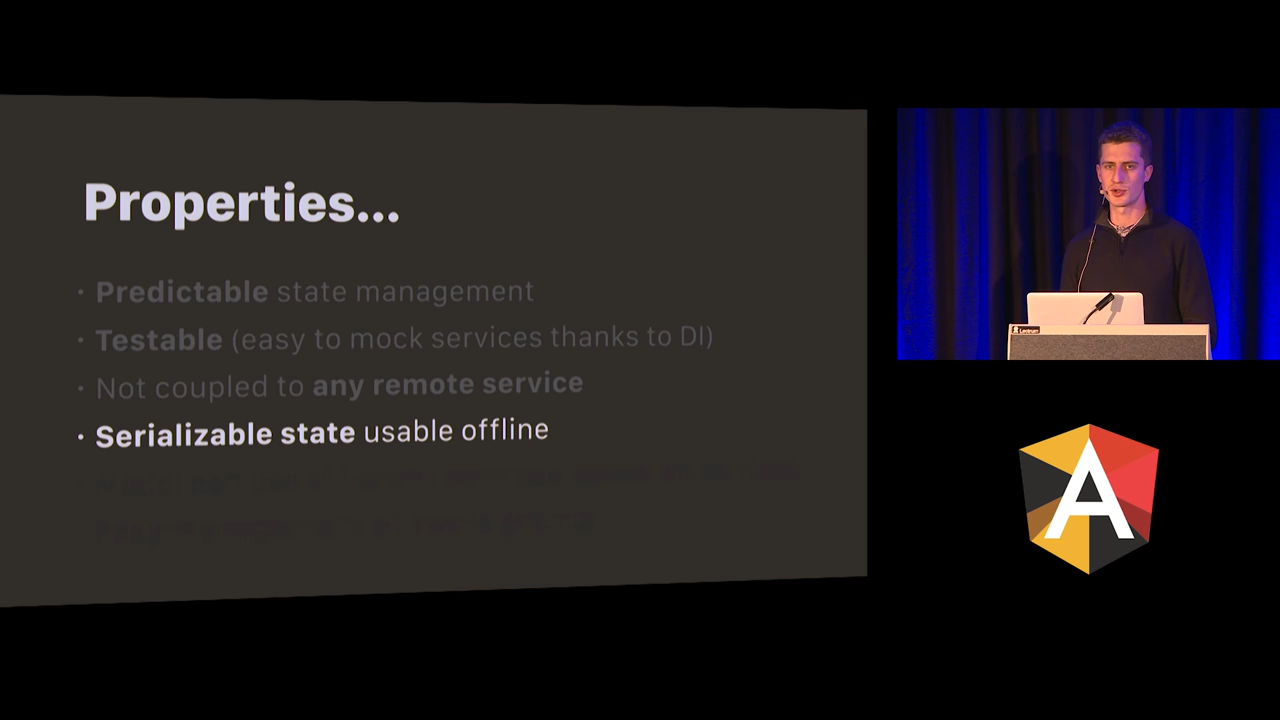 Properties...
· Predictable state management
· Testable (easy to mock services thanks to DI)
· Not coupled to any remote service
· Serializable state usable offline
A